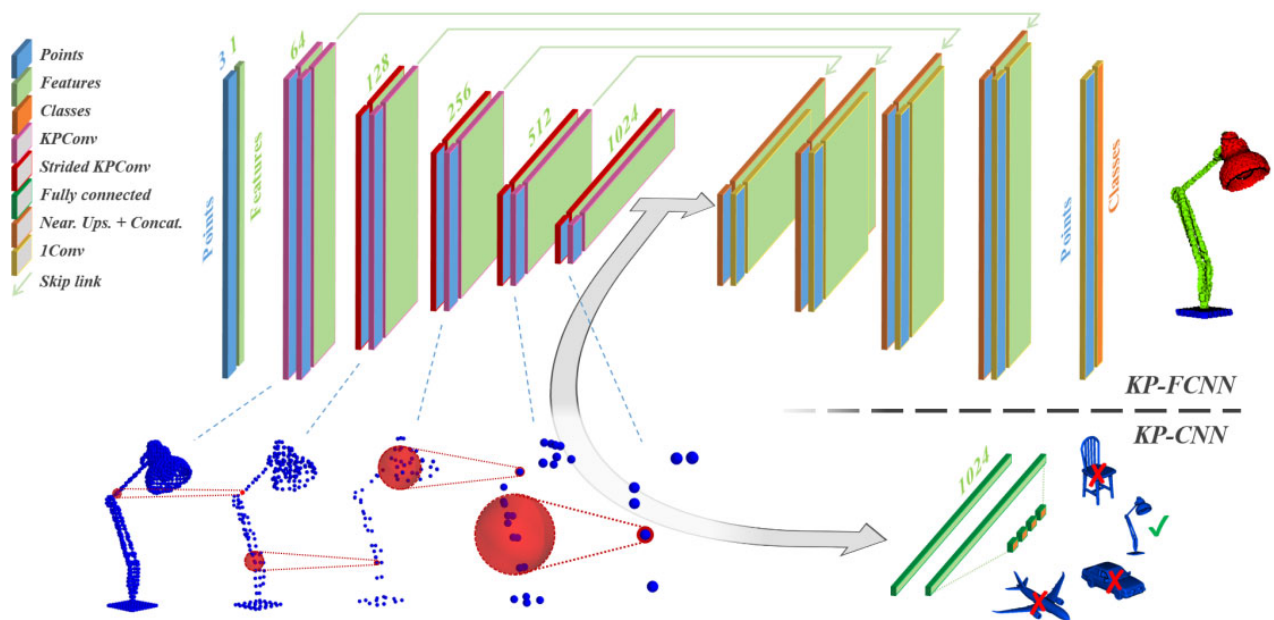 Points
Features
Classes
KPConv
Strided KPConv
Fully connected
Near. Ups. + Concat.
1Conv
Skip link
3
1
Points
Features
64
128
256
512
1024
Points
Classes
KP-FCNN
KP-CNN
1024